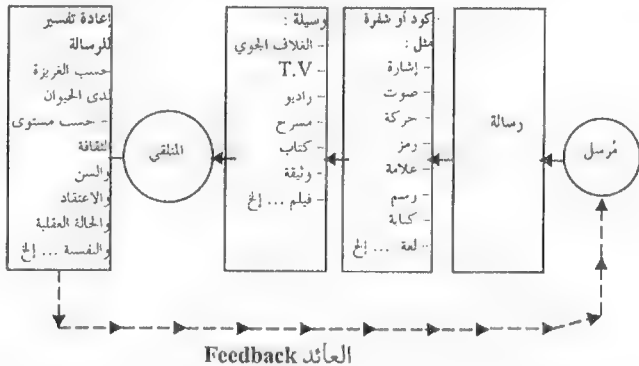 مُرسل
رسالة
كود أو شفرة
مثل :
- إشارة
- صوت
- حركة
- رمز
- علامة
- رسم
- كتابة
- لغة ... إلخ
وسيلة :
- الغلاف الجوي
- T.V
- راديو
- مسرح
- كتاب
- وثيقة
- فيلم ... إلخ
المتلقي
إعادة تفسير
للرسالة
حسب الغريزة
لدى الحيوان
- حسب مستوى
الثقافة
والسن
والاعتقاد
والحالة العقلية
والنفسية ... إلخ
العائد Feedback